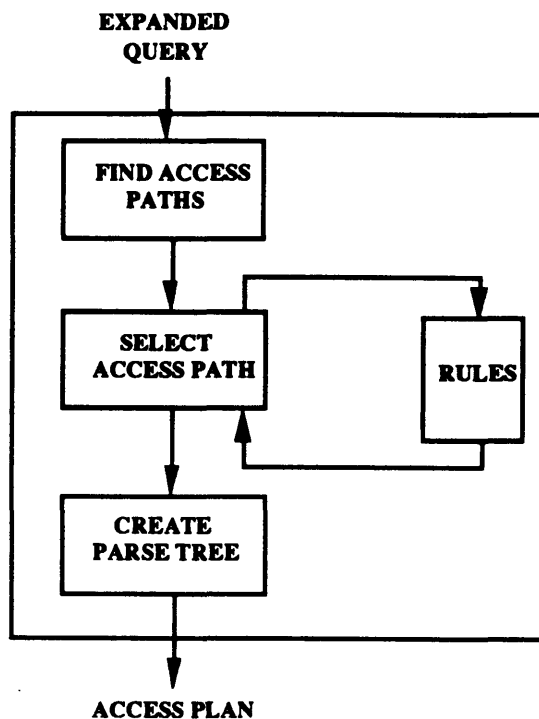 EXPANDED
QUERY
FIND ACCESS
PATHS
SELECT
ACCESS PATH
RULES
CREATE
PARSE TREE
ACCESS PLAN